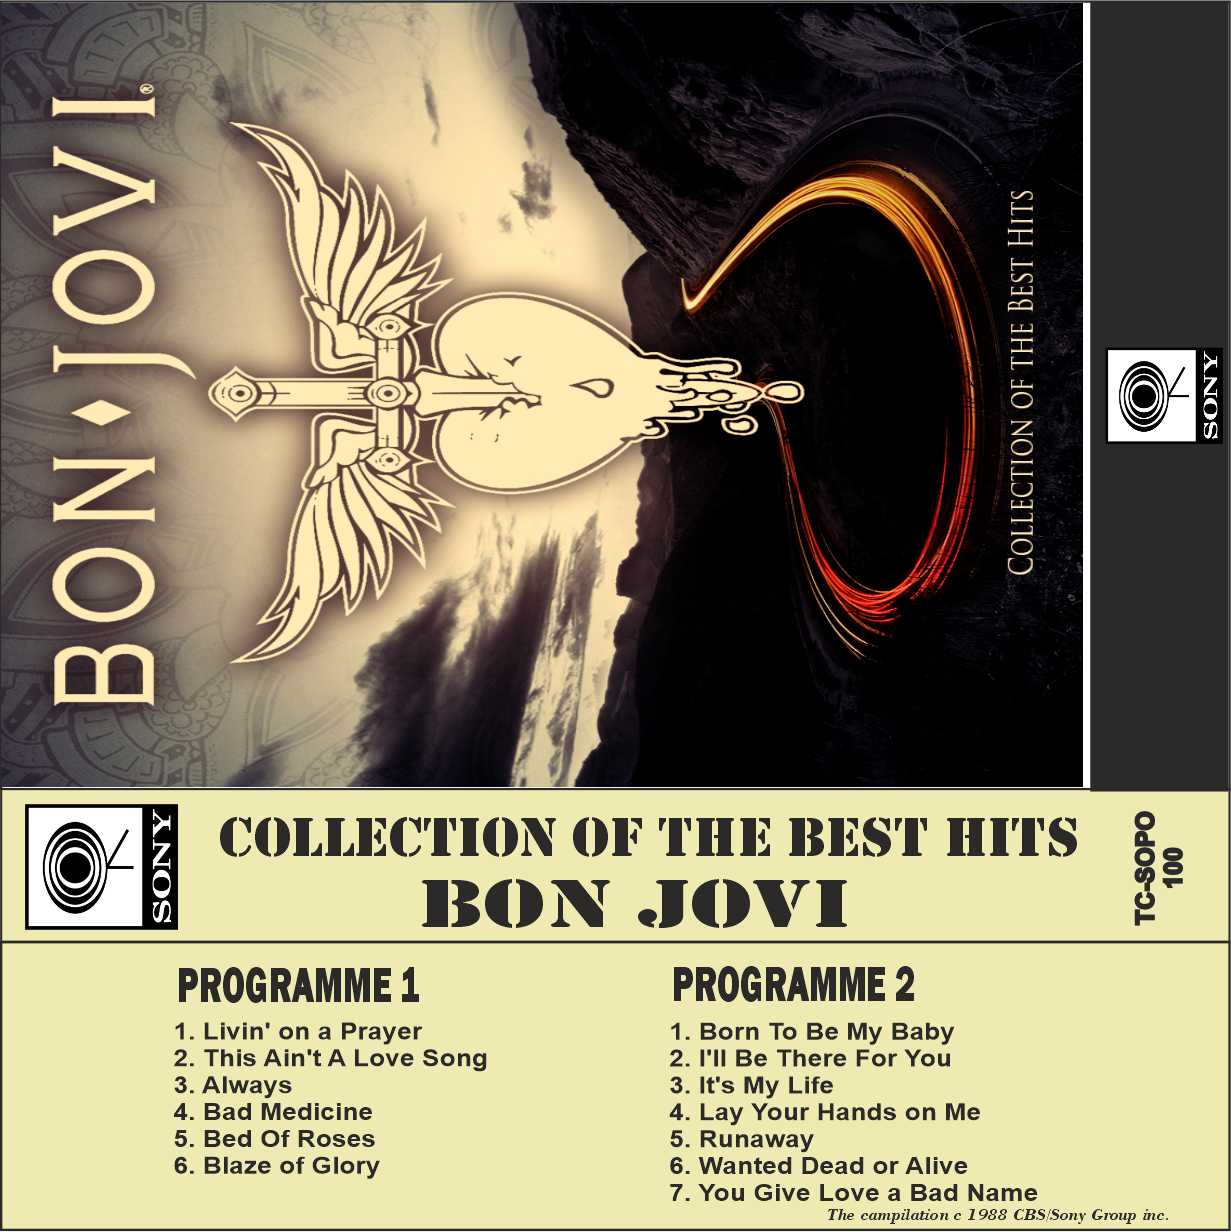 BON JOVI®
COLLECTION OF THE BEST HITS
SONY
SONY
COLLECTION OF THE BEST HITS
BON JOVI
TC-SOPO
100
PROGRAMME 1
1. Livin' on a Prayer
2. This Ain't A Love Song
3. Always
4. Bad Medicine
5. Bed Of Roses
6. Blaze of Glory
PROGRAMME 2
1. Born To Be My Baby
2. I'll Be There For You
3. It's My Life
4. Lay Your Hands on Me
5. Runaway
6. Wanted Dead or Alive
7. You Give Love a Bad Name
The campilation c 1988 CBS/Sony Group inc.